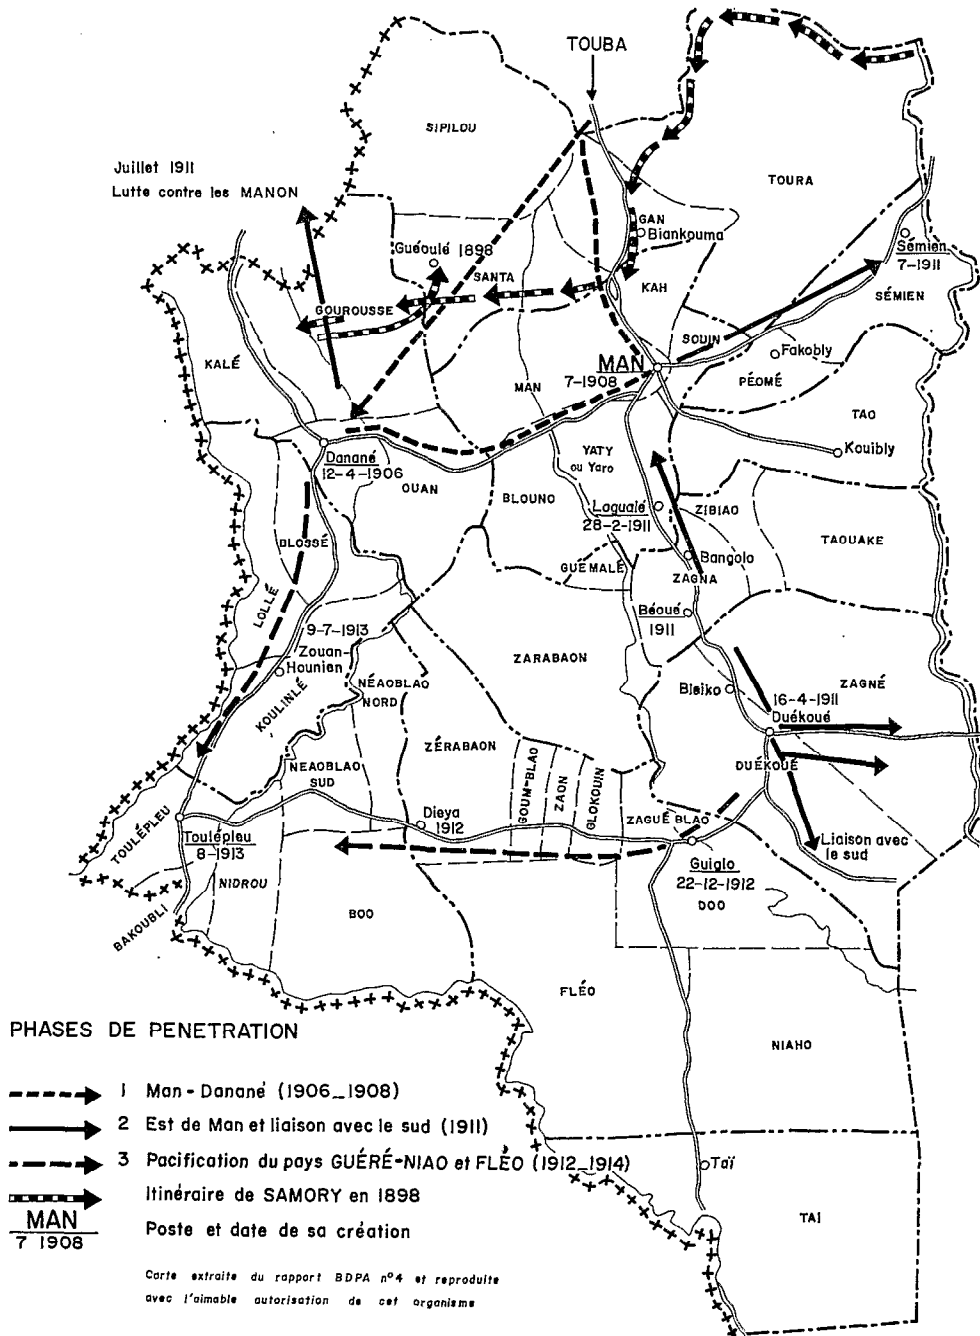 TOUBA
SIPILOU
Juillet 1911
Lutte contre les MANON
TOURA
GAN
Biankouma
Guéoulé 1898
SANTA
Sémien
7-1911
KAH
SÉMIEN
GOUROUSSE
SOUIN
KALÉ
MAN
7-1908
Fakobly
MAN
PÉOMÉ
TAO
Danané
12-4-1906
Kouibly
YATY
ou Yaro
OUAN
BLOUNO
Lagualé
28-2-1911
ZIBIAO
TAOUAKE
BLOSSÉ
Bangolo
GUEMALÉ
ZAGNA
LOLLÉ
Béoué
1911
9-7-1913
Zouan-
Hounien
ZARABAON
NÉAOBLAO
NORD
Bleiko
ZAGNÉ
16-4-1911
Duékoué
KOULINLÉ
ZÉRABAON
DUÉKOUÉ
NEAOBLAO
SUD
GOUM-BLAO
ZAON
GLOKOUIN
TOULÉPLEU
Dieya
1912
ZAGUÉ BLAO
Toulépleu
8-1913
Liaison avec
le sud
Guiglo
22-12-1912
NIDROU
DOO
BOO
BAKOUBLI
FLÉO
NIAHO
PHASES DE PENETRATION
1 Man - Danané (1906_1908)
2 Est de Man et liaison avec le sud (1911)
3 Pacification du pays GUÉRÉ-NIAO et FLÈO (1912_1914)
Taï
Itinéraire de SAMORY en 1898
TAI
MAN
7 1908
Poste et date de sa création
Carte extraite du rapport BDPA nº4 et reproduite
avec l'aimable autorisation de cet organisme